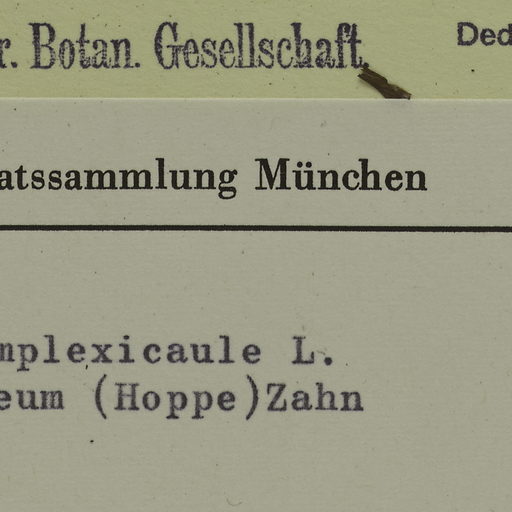 r. Botan. Gesellschaft.
Ded
atssammlung München
mplexicaule L.
eum (Hoppe)Zahn